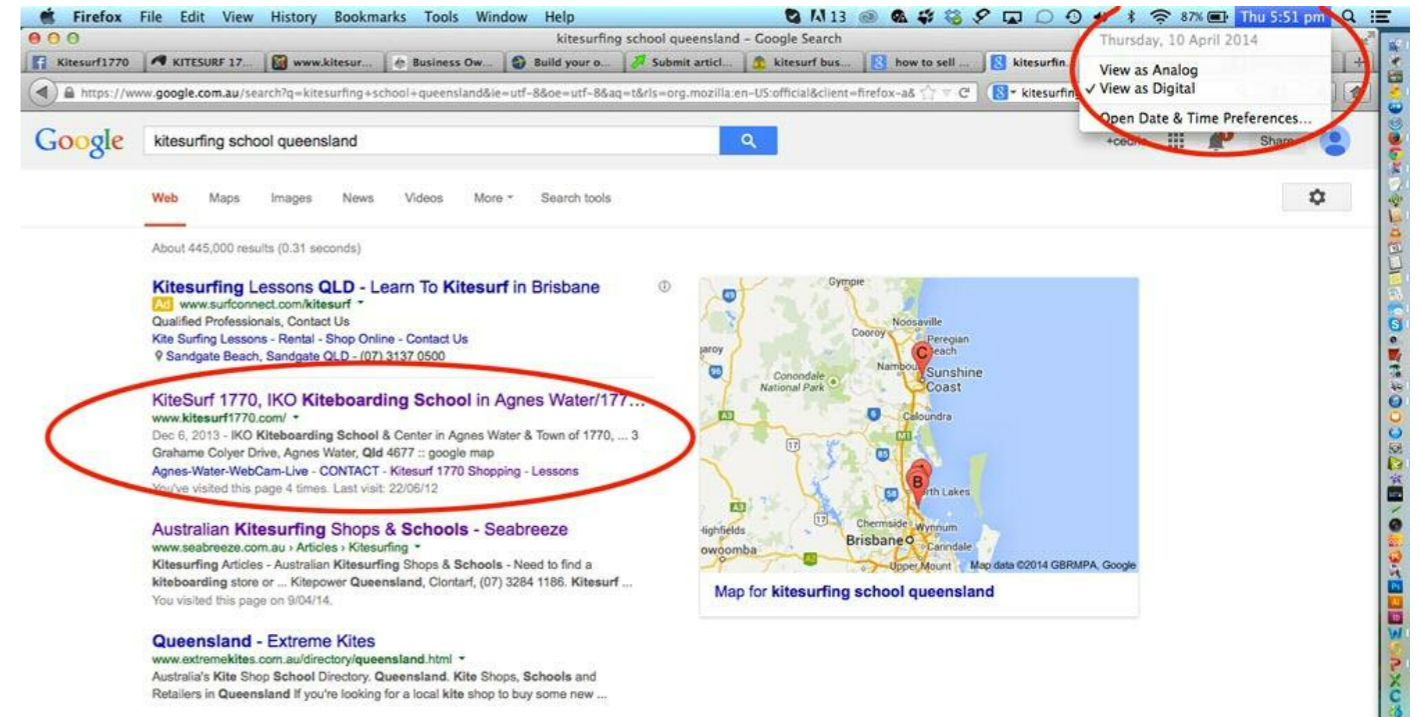 Firefox File Edit View History Bookmarks Tools Window Help 13 87% Thu 5:51 pm
kitesurfing school queensland - Google Search
Thursday, 10 April 2014
Kitesurf1770 KITESURF 17... www.kitesur... Business Ow... Build your o... Submit articl... kitesurf bus... how to sell ... kitesurfin
View as Analog
✓ View as Digital
https://www.google.com.au/search?q=kitesurfing+school+queensland&ie=utf-8&oe=utf-8&aq=t&rls=org.mozilla:en-US:official&client=firefox-a& kitesurfing
Open Date & Time Preferences...
Google kitesurfing school queensland
Share
Web Maps Images News Videos More Search tools
About 445,000 results (0.31 seconds)
Kitesurfing Lessons QLD - Learn To Kitesurf in Brisbane
Ad www.surfconnect.com/kitesurf
Qualified Professionals, Contact Us
Kite Surfing Lessons - Rental - Shop Online - Contact Us
Sandgate Beach, Sandgate QLD - (07) 3137 0500
KiteSurf 1770, IKO Kiteboarding School in Agnes Water/177...
www.kitesurf1770.com/
Dec 6, 2013 - IKO Kiteboarding School & Center in Agnes Water & Town of 1770, ... 3
Grahame Colyer Drive, Agnes Water, Qld 4677 :: google map
Agnes-Water-WebCam-Live - CONTACT - Kitesurf 1770 Shopping - Lessons
You've visited this page 4 times. Last visit: 22/06/12
Australian Kitesurfing Shops & Schools - Seabreeze
www.seabreeze.com.au › Articles › Kitesurfing
Kitesurfing Articles - Australian Kitesurfing Shops & Schools - Need to find a
kiteboarding store or ... Kitepower Queensland, Clontarf, (07) 3284 1186. Kitesurf ...
You visited this page on 9/04/14.
Queensland - Extreme Kites
www.extremekites.com.au/directory/queensland.html
Australia's Kite Shop School Directory. Queensland. Kite Shops, Schools and
Retailers in Queensland If you're looking for a local kite shop to buy some new ...
Gympie
Noosaville
Cooroy
Peregian
Beach
Nambour
Sunshine
Coast
Conondale
National Park
Caloundra
A3
M1
17
85
C
B
North Lakes
58
A3
17
Chermside
Wynnum
Brisbane
Upper Mount
Map data ©2014 GBRMPA, Google
Map for kitesurfing school queensland